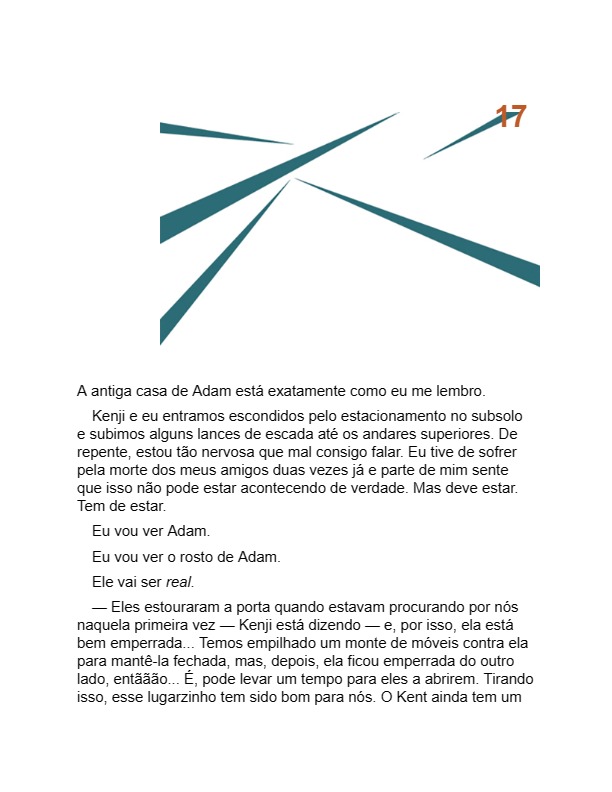 17
A antiga casa de Adam está exatamente como eu me lembro.
Kenji e eu entramos escondidos pelo estacionamento no subsolo
e subimos alguns lances de escada até os andares superiores. De
repente, estou tão nervosa que mal consigo falar. Eu tive de sofrer
pela morte dos meus amigos duas vezes já e parte de mim sente
que isso não pode estar acontecendo de verdade. Mas deve estar.
Tem de estar.
Eu vou ver Adam.
Eu vou ver o rosto de Adam.
Ele vai ser real.
— Eles estouraram a porta quando estavam procurando por nós
naquela primeira vez — Kenji está dizendo — e, por isso, ela está
bem emperrada... Temos empilhado um monte de móveis contra ela
para mantê-la fechada, mas, depois, ela ficou emperrada do outro
lado, entããão... É, pode levar um tempo para eles a abrirem. Tirando
isso, esse lugarzinho tem sido bom para nós. O Kent ainda tem um